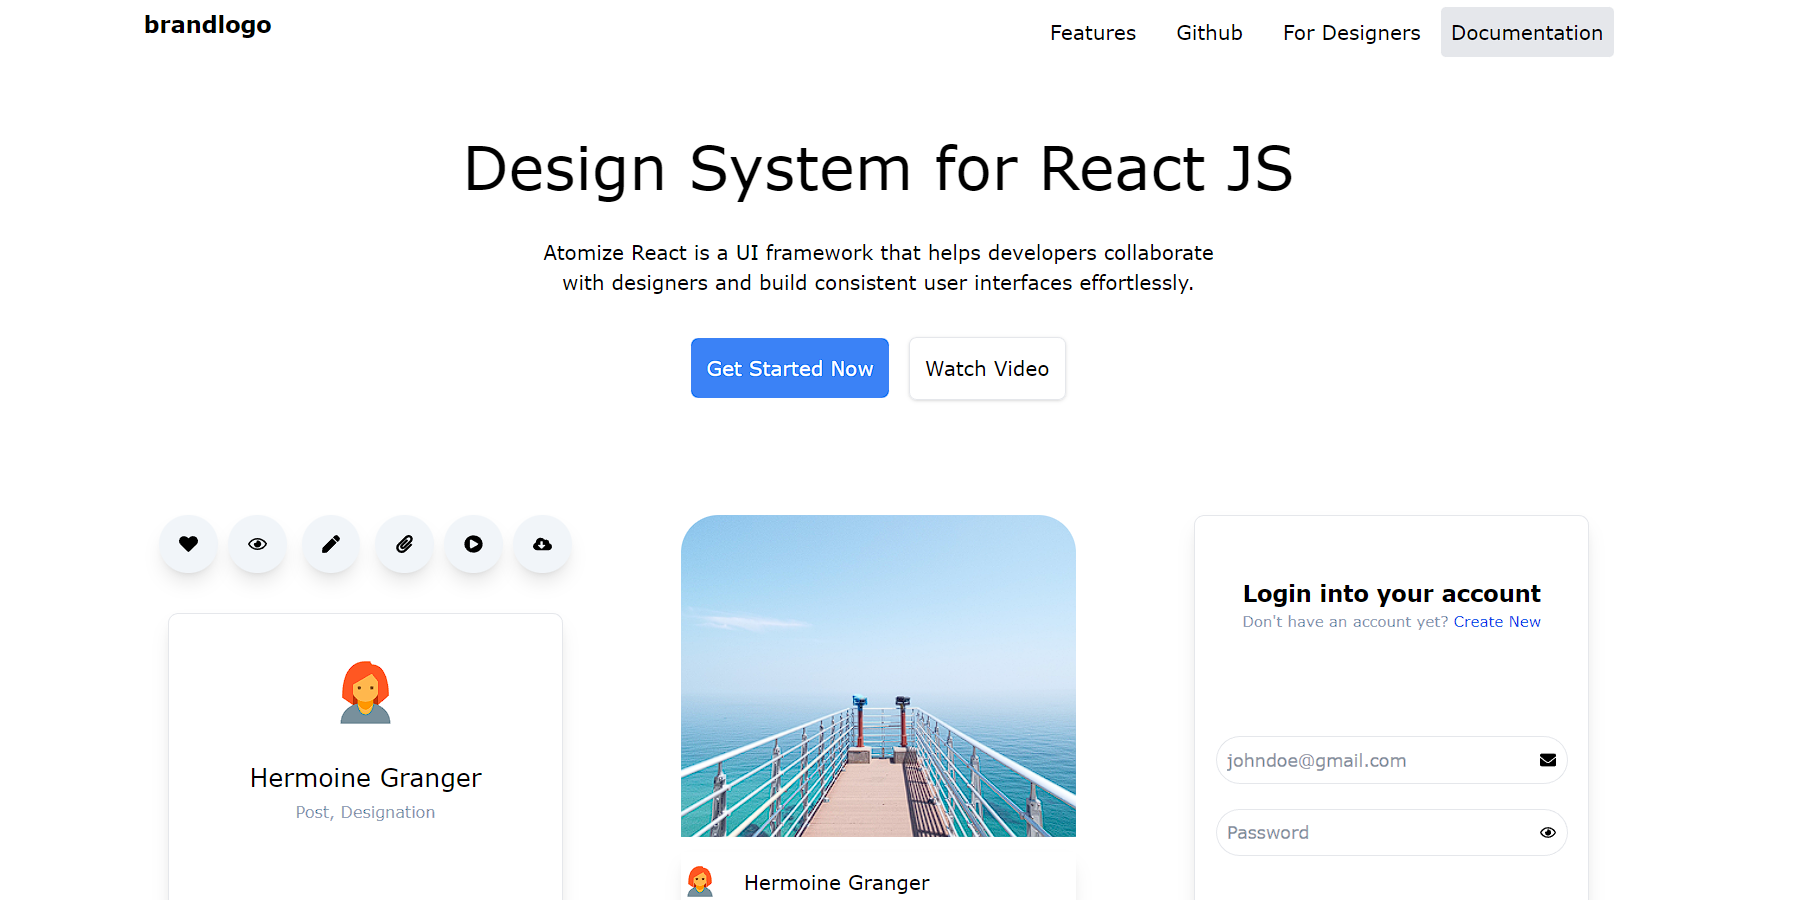 brandlogo
Features Github For Designers Documentation
Design System for React JS
Atomize React is a UI framework that helps developers collaborate
with designers and build consistent user interfaces effortlessly.
Get Started Now Watch Video
Hermoine Granger
Post, Designation
Hermoine Granger
Login into your account
Don't have an account yet? Create New
johndoe@gmail.com
Password